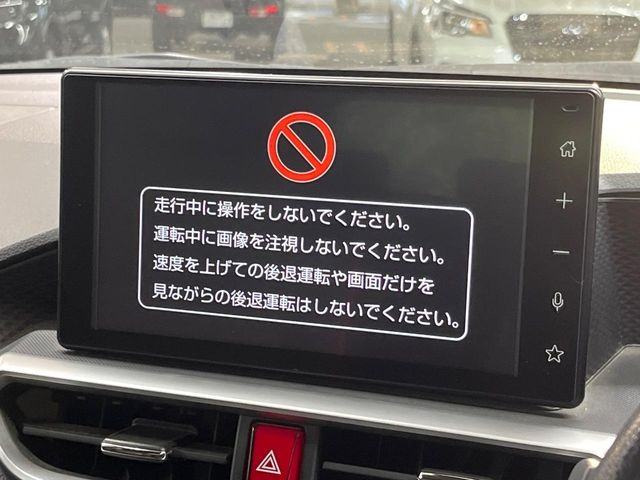 走行中に操作をしないでください。
運転中に画像を注視しないでください。
速度を上げての後退運転や画面だけを
見ながらの後退運転はしないでください。